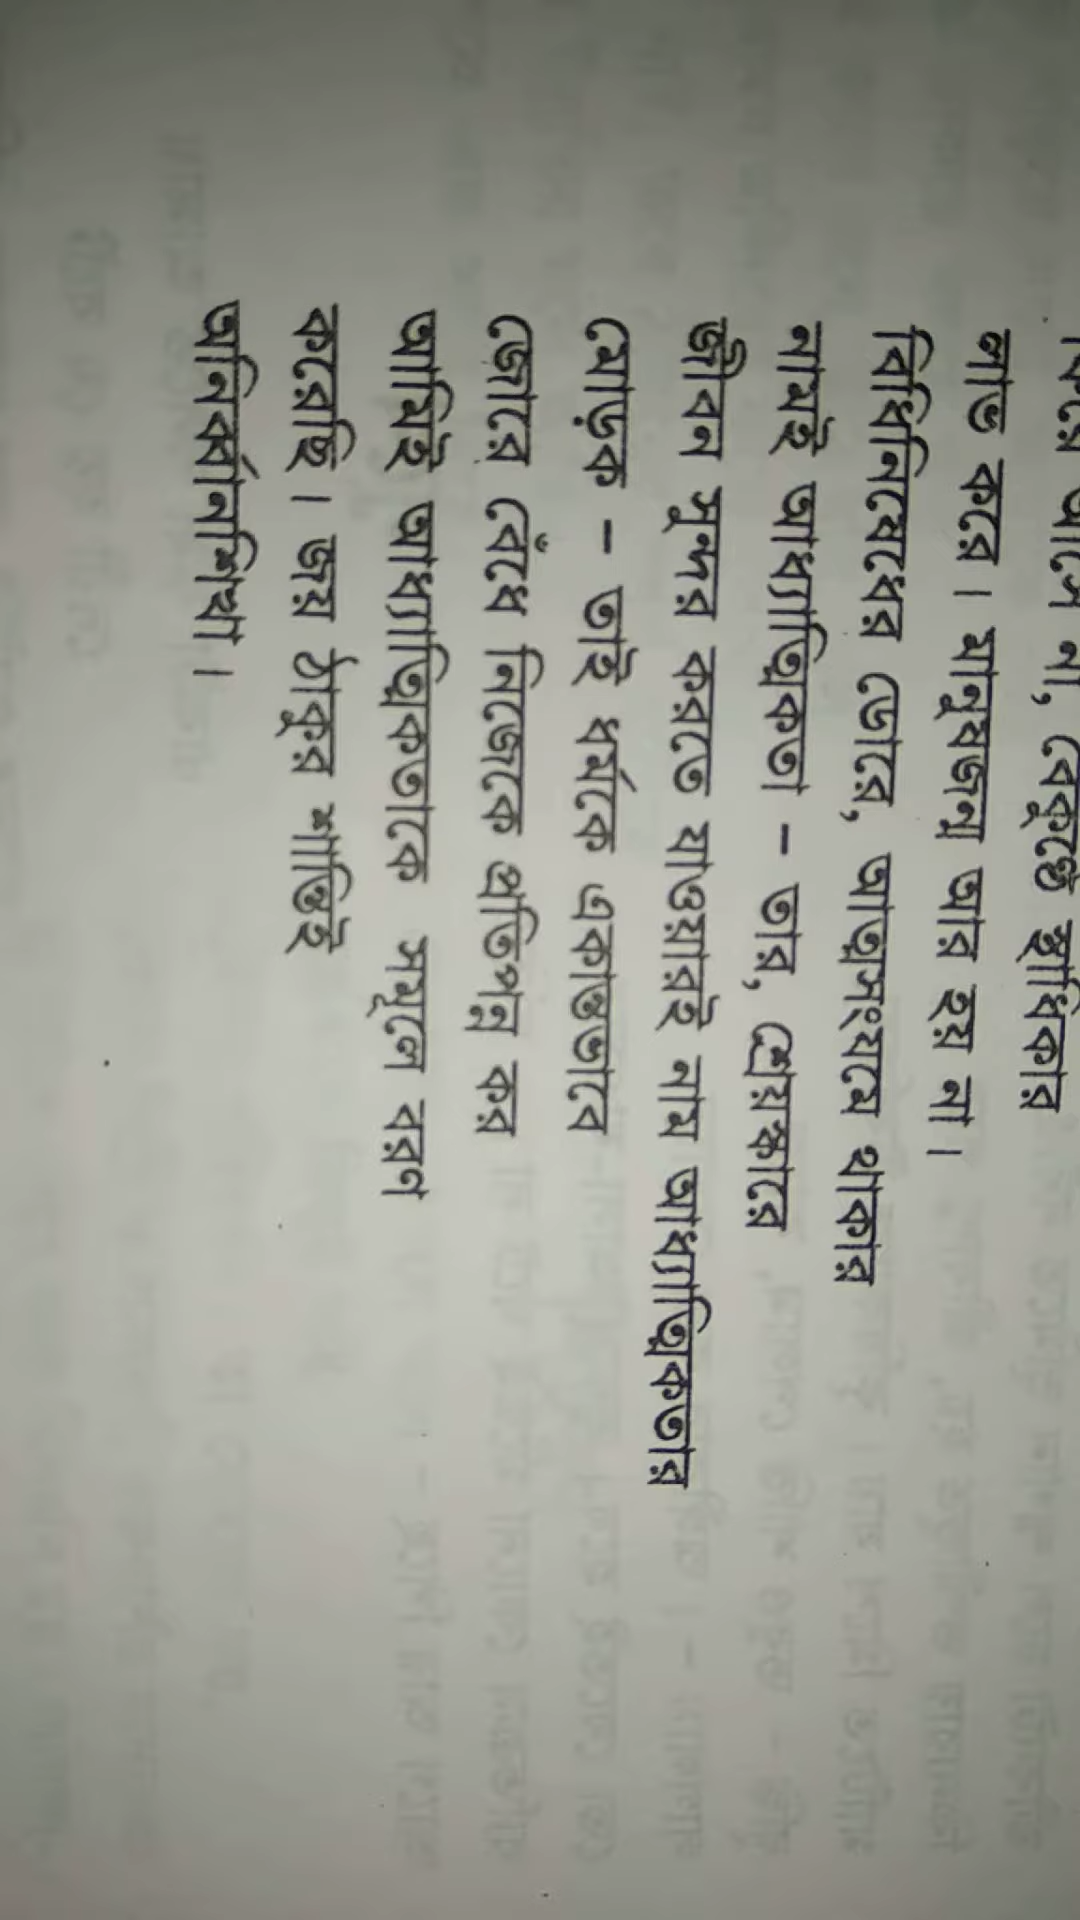 ফিরে আসে না, বৈকুন্ঠে স্বাধিকার
লাভ করে। মানুষজন্ম আর হয় না।
বিধিনিষেধের ডোরে, আত্মসংযমে থাকার
নামই আধ্যাত্মিকতা - তার, শ্রেয়স্কারে
জীবন সুন্দর করতে যাওয়ারই নাম আধ্যাত্মিকতার
মোড়ক - তাই ধর্মকে একান্তভাবে
জোরে বেঁধে নিজেকে প্রতিপন্ন কর
আমিই আধ্যাত্মিকতাকে সমূলে বরণ
করেছি। জয় ঠাকুর শান্তিই
অনির্বাণশিখা।